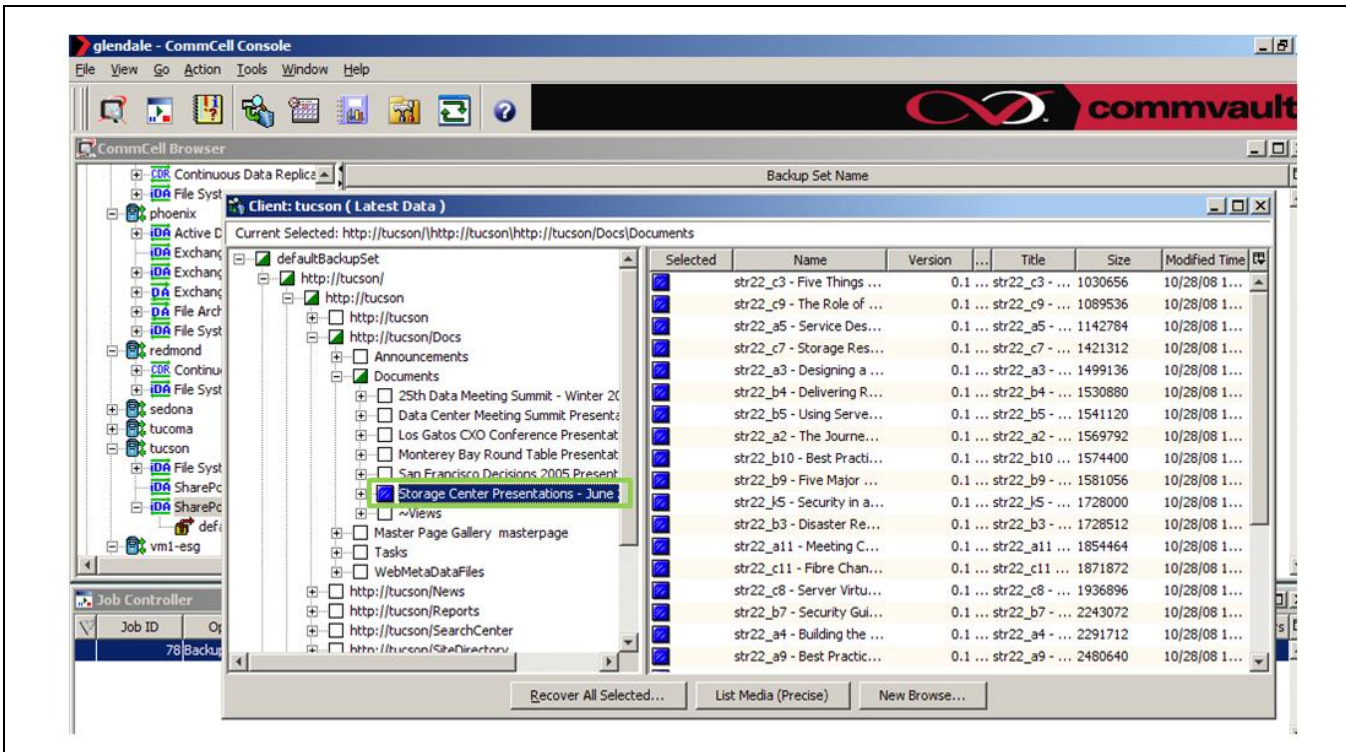 glendale - CommCell Console
File View Go Action Tools Window Help
commvault
CommCell Browser
CDR Continuous Data Replica
iDA File Syst
phoenix
iDA Active D
iDA Exchang
iDA Exchang
DA Exchang
DA File Arch
iDA File Syst
redmond
CDR Continu
iDA File Syst
sedona
tucoma
tucson
iDA File Syst
iDA SharePo
iDA SharePo
defa
vm1-esg
Backup Set Name
Client: tucson ( Latest Data )
Current Selected: http://tucson/\http://tucson\http://tucson/Docs\Documents
defaultBackupSet
http://tucson/
http://tucson
http://tucson
http://tucson/Docs
Announcements
Documents
25th Data Meeting Summit - Winter 20
Data Center Meeting Summit Presenta
Los Gatos CXO Conference Presentat
Monterey Bay Round Table Presentat
San Francisco Decisions 2005 Present
Storage Center Presentations - June
~Views
Master Page Gallery masterpage
Tasks
WebMetaDataFiles
http://tucson/News
http://tucson/Reports
http://tucson/SearchCenter
http://tucson/SiteDirectory
Selected Name Version ... Title Size Modified Time
str22_c3 - Five Things ... 0.1 ... str22_c3 - ... 1030656 10/28/08 1...
str22_c9 - The Role of ... 0.1 ... str22_c9 - ... 1089536 10/28/08 1...
str22_a5 - Service Des... 0.1 ... str22_a5 - ... 1142784 10/28/08 1...
str22_c7 - Storage Res... 0.1 ... str22_c7 - ... 1421312 10/28/08 1...
str22_a3 - Designing a ... 0.1 ... str22_a3 - ... 1499136 10/28/08 1...
str22_b4 - Delivering R... 0.1 ... str22_b4 - ... 1530880 10/28/08 1...
str22_b5 - Using Serve... 0.1 ... str22_b5 - ... 1541120 10/28/08 1...
str22_a2 - The Journe... 0.1 ... str22_a2 - ... 1569792 10/28/08 1...
str22_b10 - Best Practi... 0.1 ... str22_b10 ... 1574400 10/28/08 1...
str22_b9 - Five Major ... 0.1 ... str22_b9 - ... 1581056 10/28/08 1...
str22_k5 - Security in a... 0.1 ... str22_k5 - ... 1728000 10/28/08 1...
str22_b3 - Disaster Re... 0.1 ... str22_b3 - ... 1728512 10/28/08 1...
str22_a11 - Meeting C... 0.1 ... str22_a11 ... 1854464 10/28/08 1...
str22_c11 - Fibre Chan... 0.1 ... str22_c11 ... 1871872 10/28/08 1...
str22_c8 - Server Virtu... 0.1 ... str22_c8 - ... 1936896 10/28/08 1...
str22_b7 - Security Gui... 0.1 ... str22_b7 - ... 2243072 10/28/08 1...
str22_a4 - Building the ... 0.1 ... str22_a4 - ... 2291712 10/28/08 1...
str22_a9 - Best Practic... 0.1 ... str22_a9 - ... 2480640 10/28/08 1...
Recover All Selected... List Media (Precise) New Browse...
Job Controller
Job ID Op
78 Backup